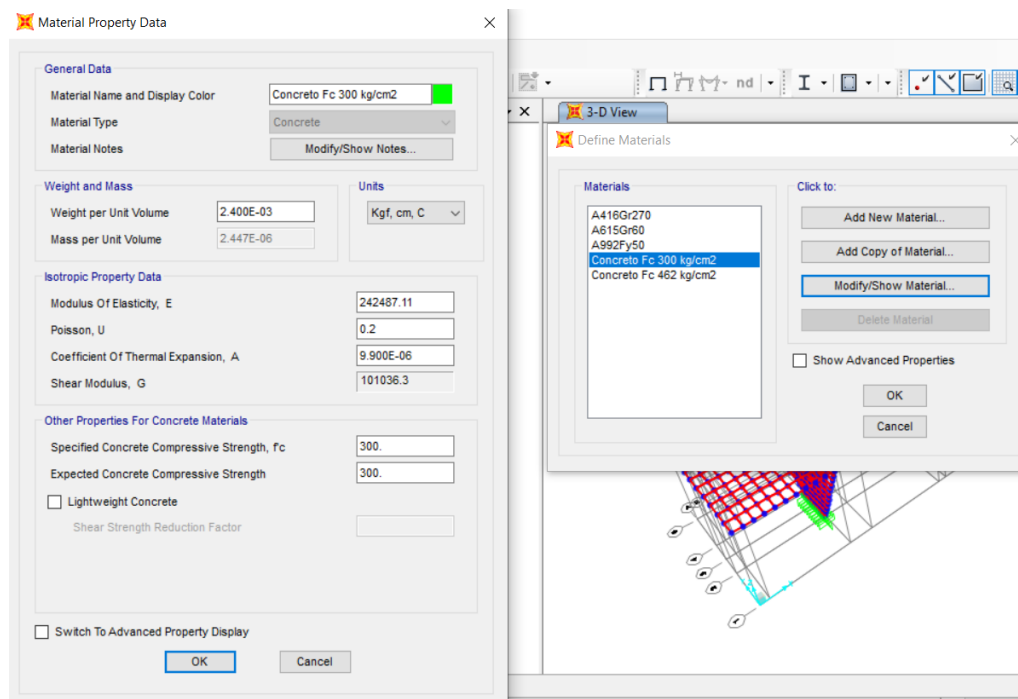 Material Property Data
General Data
Material Name and Display Color
Concreto Fc 300 kg/cm2
Material Type
Concrete
Material Notes
Modify/Show Notes...
Weight and Mass
Weight per Unit Volume
2.400E-03
Mass per Unit Volume
2.447E-06
Units
Kgf, cm, C
Isotropic Property Data
Modulus Of Elasticity, E
242487.11
Poisson, U
0.2
Coefficient Of Thermal Expansion, A
9.900E-06
Shear Modulus, G
101036.3
Other Properties For Concrete Materials
Specified Concrete Compressive Strength, f'c
300.
Expected Concrete Compressive Strength
300.
Lightweight Concrete
Shear Strength Reduction Factor
Switch To Advanced Property Display
OK
Cancel
nd
3-D View
Define Materials
Materials
A416Gr270
A615Gr60
A992Fy50
Concreto Fc 300 kg/cm2
Concreto Fc 462 kg/cm2
Click to:
Add New Material...
Add Copy of Material...
Modify/Show Material...
Delete Material
Show Advanced Properties
OK
Cancel